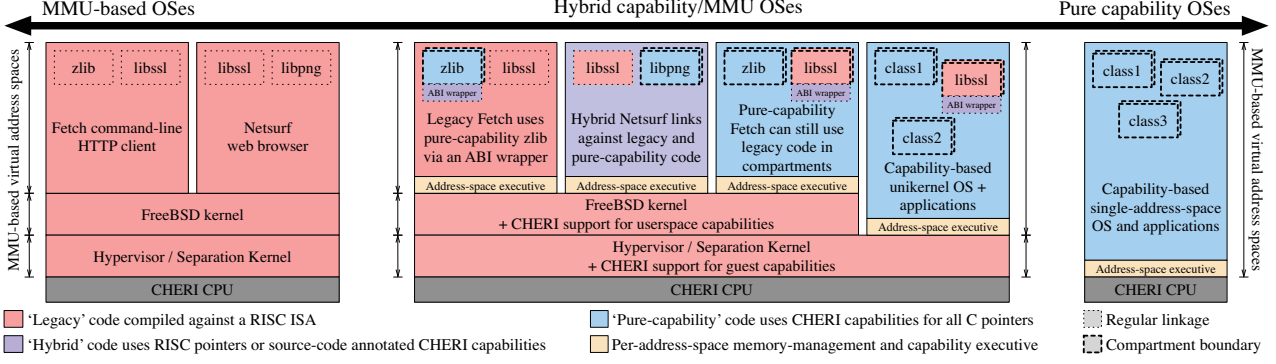 MMU-based OSes
Hybrid capability/MMU OSes
Pure capability OSes
MMU-based virtual address spaces
zlib
libssl
Fetch command-line
HTTP client
libssl
libpng
Netsurf
web browser
FreeBSD kernel
Hypervisor / Separation Kernel
CHERI CPU
zlib
ABI wrapper
libssl
Legacy Fetch uses
pure-capability zlib
via an ABI wrapper
Address-space executive
libssl
libpng
Hybrid Netsurf links
against legacy and
pure-capability code
Address-space executive
zlib
libssl
ABI wrapper
Pure-capability
Fetch can still use
legacy code in
compartments
Address-space executive
class1
libssl
ABI wrapper
class2
Capability-based
unikernel OS +
applications
Address-space executive
FreeBSD kernel
+ CHERI support for userspace capabilities
Hypervisor / Separation Kernel
+ CHERI support for guest capabilities
CHERI CPU
class1
class2
class3
Capability-based
single-address-space
OS and applications
Address-space executive
CHERI CPU
MMU-based virtual address spaces
'Legacy' code compiled against a RISC ISA
'Pure-capability' code uses CHERI capabilities for all C pointers
Regular linkage
'Hybrid' code uses RISC pointers or source-code annotated CHERI capabilities
Per-address-space memory-management and capability executive
Compartment boundary